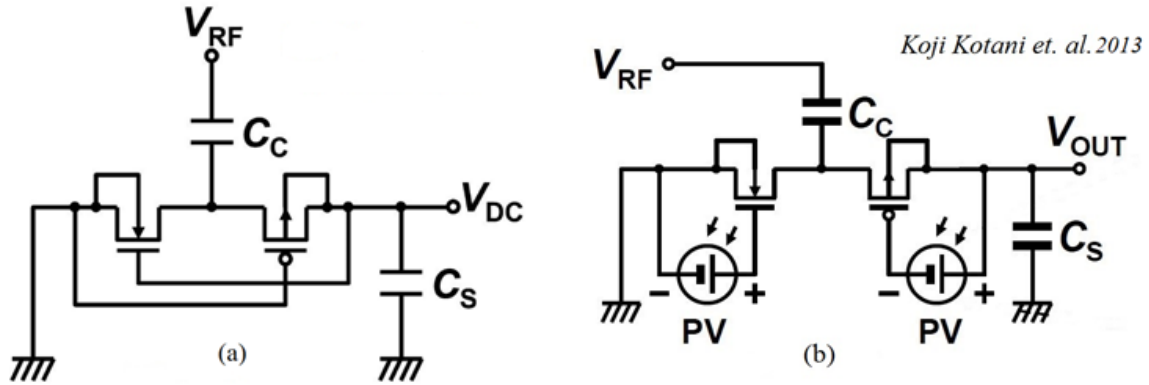 V_RF
C_C
V_DC
C_S
(a)
Koji Kotani et. al. 2013
V_RF
C_C
V_OUT
C_S
− + − +
PV PV
(b)